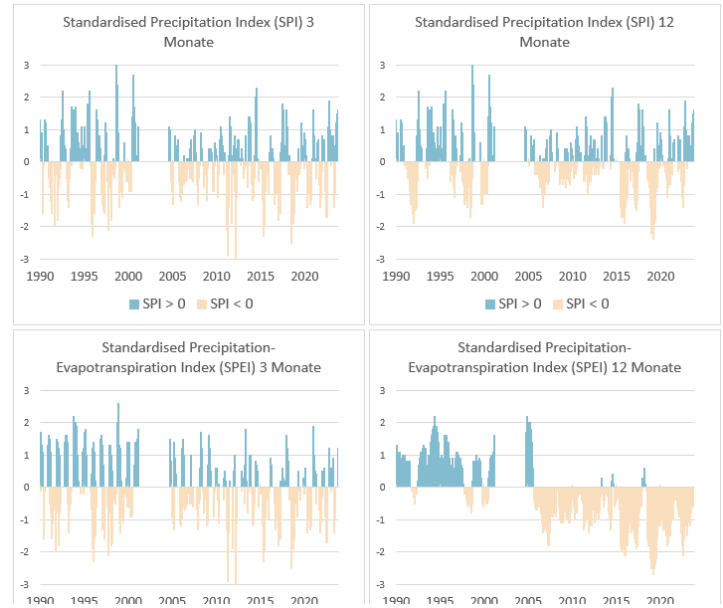 Standardised Precipitation Index (SPI) 3
Monate
3
2
1
0
-1
-2
-3
1990 1995 2000 2005 2010 2015 2020
SPI > 0 SPI < 0
Standardised Precipitation Index (SPI) 12
Monate
3
2
1
0
-1
-2
-3
1990 1995 2000 2005 2010 2015 2020
SPI > 0 SPI < 0
Standardised Precipitation-
Evapotranspiration Index (SPEI) 3 Monate
3
2
1
0
-1
-2
-3
1990 1995 2000 2005 2010 2015 2020
Standardised Precipitation-
Evapotranspiration Index (SPEI) 12 Monate
3
2
1
0
-1
-2
-3
1990 1995 2000 2005 2010 2015 2020